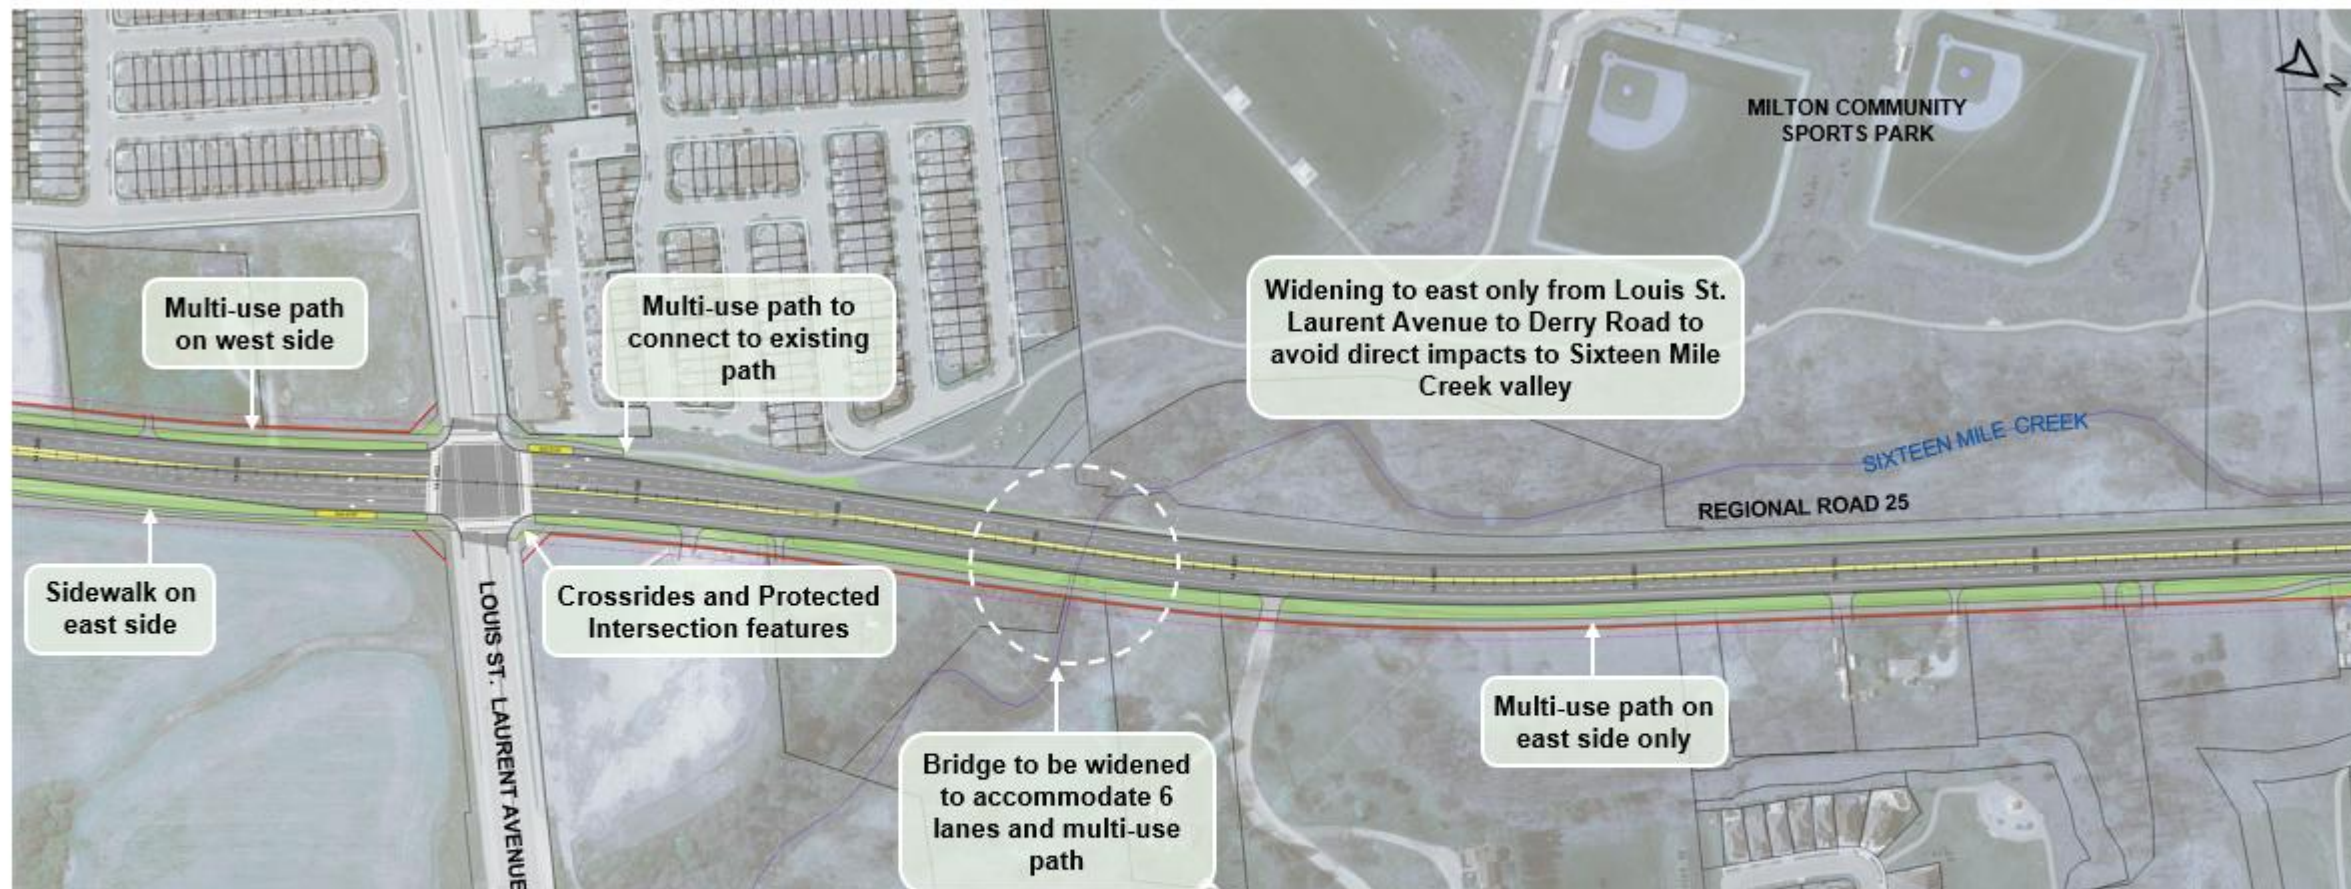 MILTON COMMUNITY
SPORTS PARK
N
Multi-use path
on west side
Multi-use path to
connect to existing
path
Widening to east only from Louis St.
Laurent Avenue to Derry Road to
avoid direct impacts to Sixteen Mile
Creek valley
SIXTEEN MILE CREEK
REGIONAL ROAD 25
Sidewalk on
east side
Crossrides and Protected
Intersection features
LOUIS ST. LAURENT AVENUE
Multi-use path on
east side only
Bridge to be widened
to accommodate 6
lanes and multi-use
path